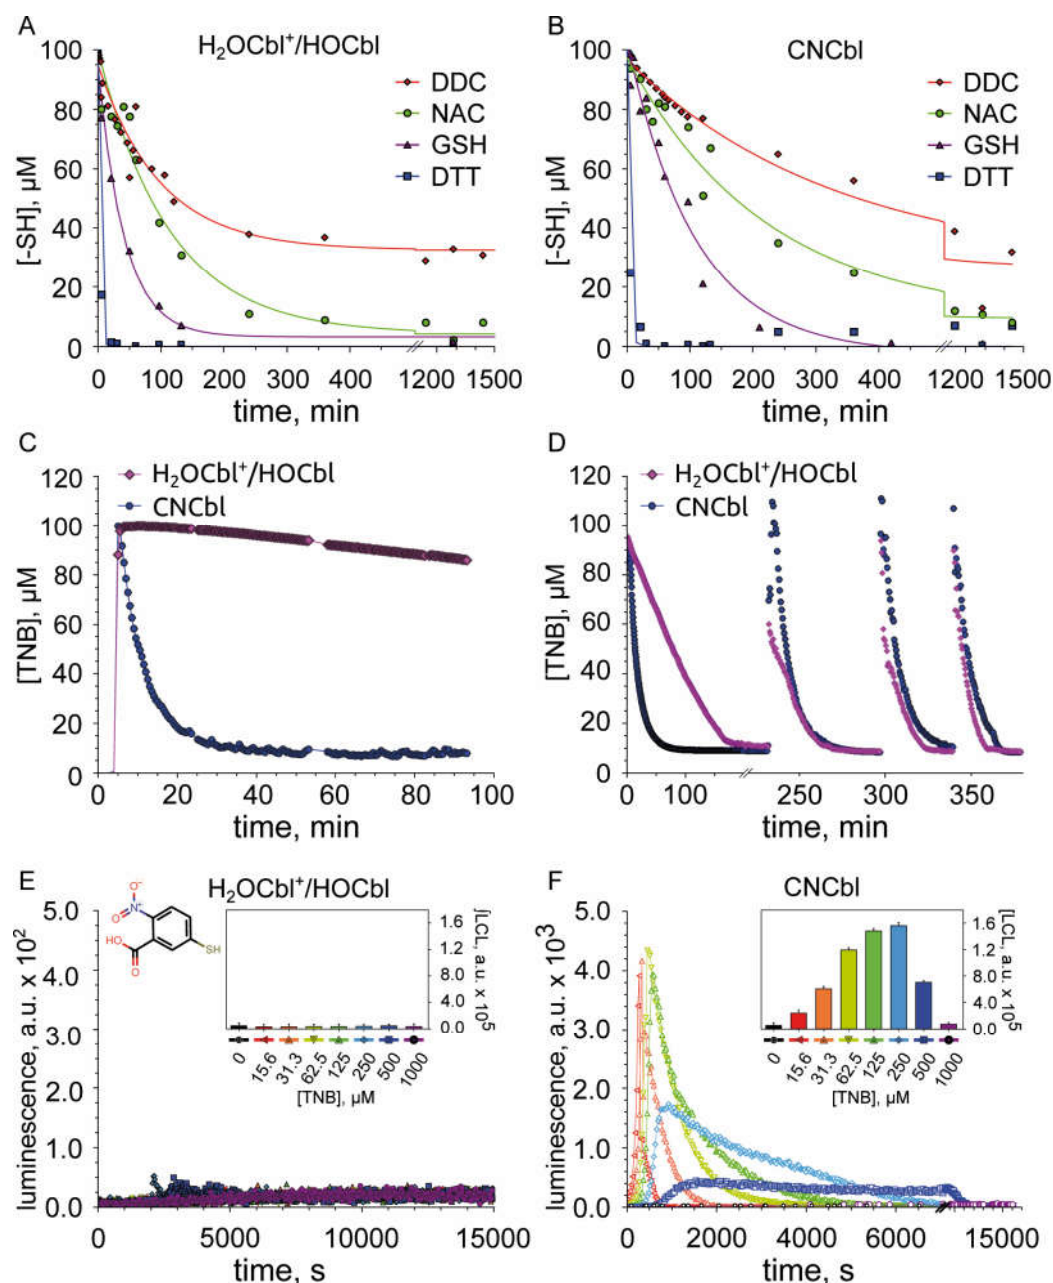 A
H₂OCbl⁺/HOCbl
100
80
60
40
20
0
[-SH], µM
DDC
NAC
GSH
DTT
0 100 200 300 400 1200 1500
time, min
B
CNCbl
100
80
60
40
20
0
[-SH], µM
DDC
NAC
GSH
DTT
0 100 200 300 400 1200 1500
time, min
C
H₂OCbl⁺/HOCbl
CNCbl
120
100
80
60
40
20
0
[TNB], µM
0 20 40 60 80 100
time, min
D
H₂OCbl⁺/HOCbl
CNCbl
120
100
80
60
40
20
0
[TNB], µM
0 100 250 300 350
time, min
E
H₂OCbl⁺/HOCbl
5.0
4.0
3.0
2.0
1.0
0.0
luminescence, a.u. x 10²
O⁻
N⁺
O
HO
O
SH
1.6
1.2
8.0
4.0
0.0
∫LCL, a.u. x 10⁵
0 15.6 31.3 62.5 125 250 500 1000
[TNB], µM
0 5000 10000 15000
time, s
F
CNCbl
5.0
4.0
3.0
2.0
1.0
0.0
luminescence, a.u. x 10³
1.6
1.2
8.0
4.0
0.0
∫LCL, a.u. x 10⁵
0 15.6 31.3 62.5 125 250 500 1000
[TNB], µM
0 2000 4000 6000 15000
time, s